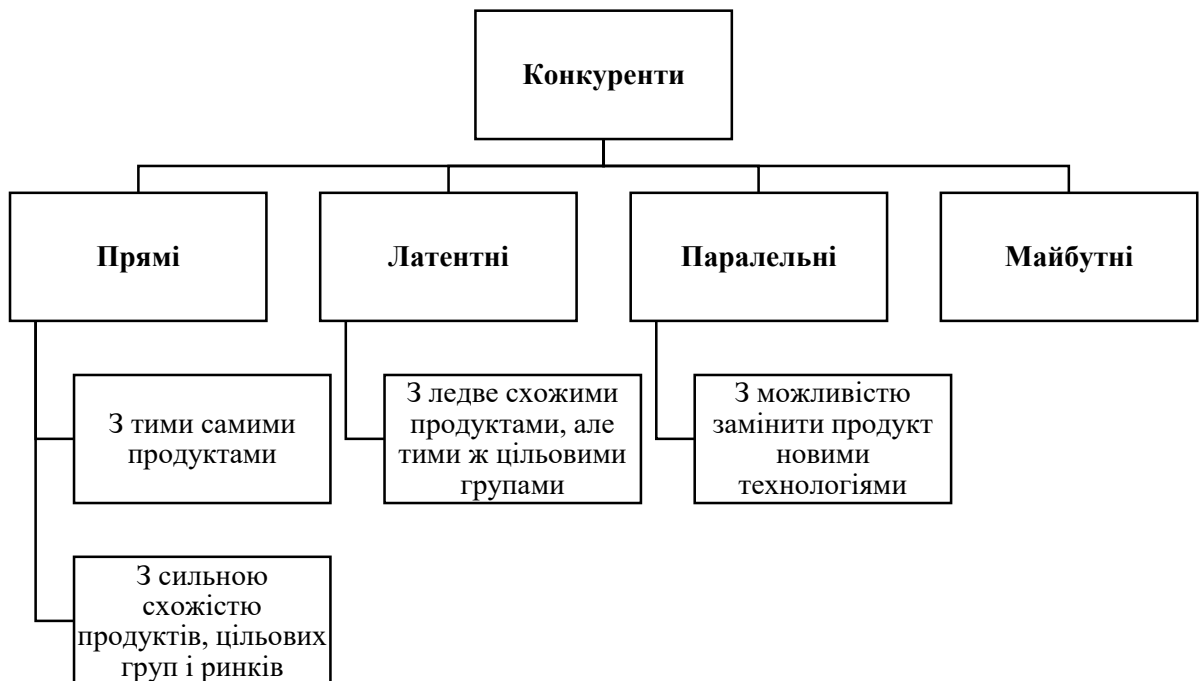 Конкуренти
Прямі
Латентні
Паралельні
Майбутні
З тими самими
продуктами
З ледве схожими
продуктами, але
тими ж цільовими
групами
З можливістю
замінити продукт
новими
технологіями
З сильною
схожістю
продуктів, цільових
груп і ринків